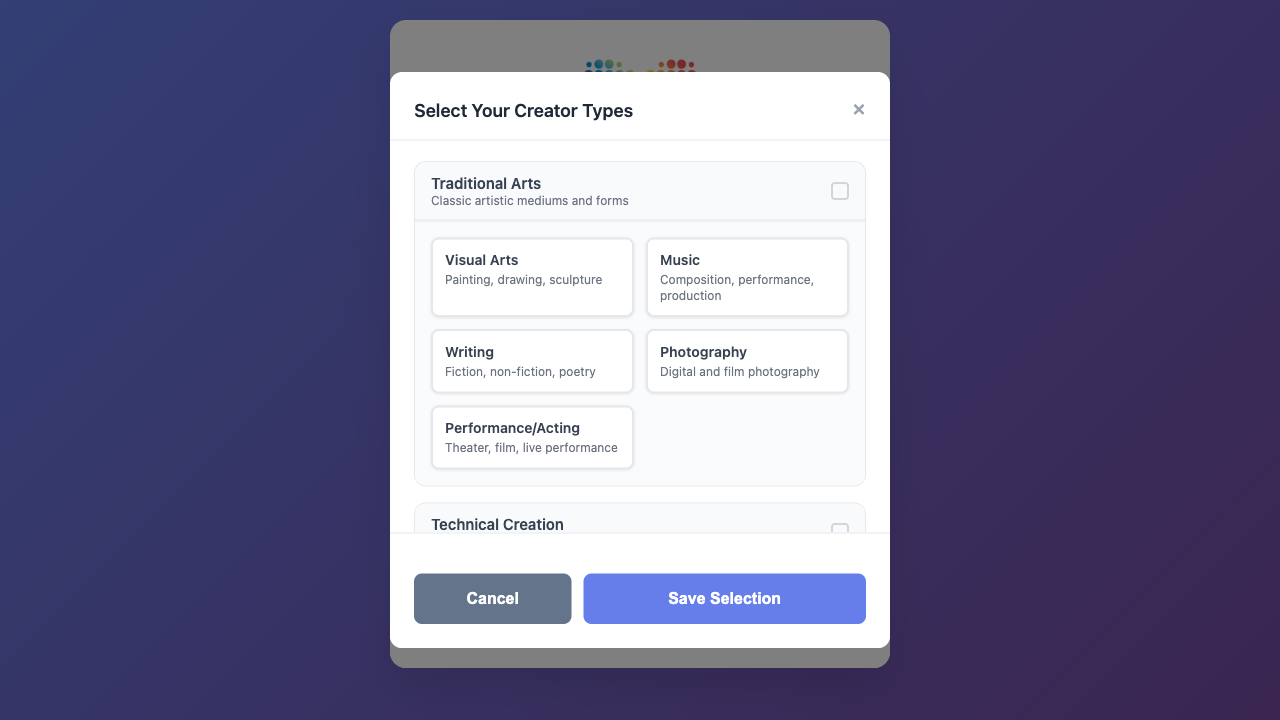 Select Your Creator Types
×
Traditional Arts
Classic artistic mediums and forms
Visual Arts
Painting, drawing, sculpture
Music
Composition, performance,
production
Writing
Fiction, non-fiction, poetry
Photography
Digital and film photography
Performance/Acting
Theater, film, live performance
Technical Creation
Cancel
Save Selection